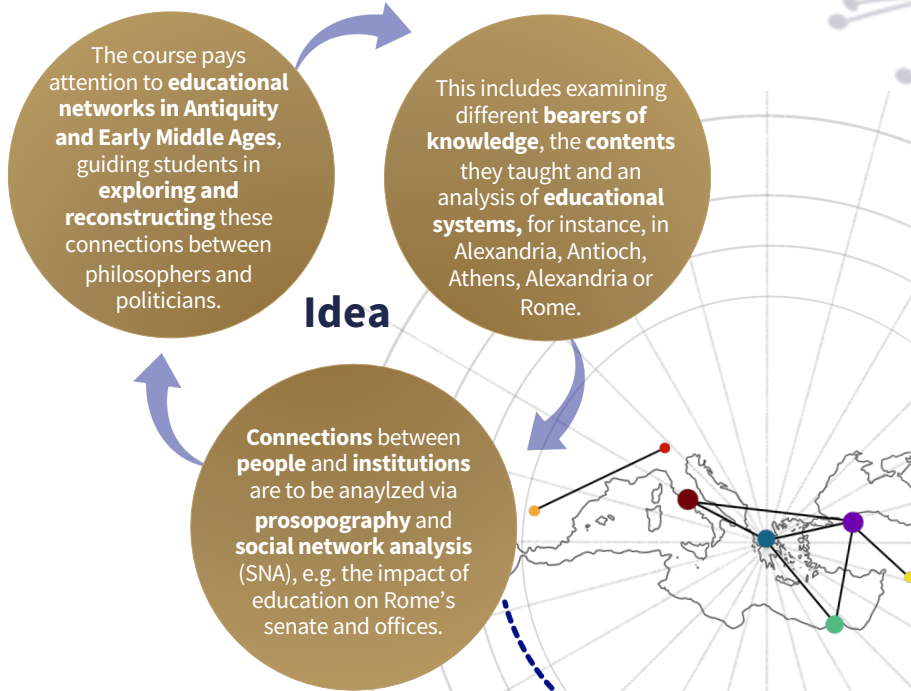 The course pays
attention to educational
networks in Antiquity
and Early Middle Ages,
guiding students in
exploring and
reconstructing these
connections between
philosophers and
politicians.
This includes examining
different bearers of
knowledge, the contents
they taught and an
analysis of educational
systems, for instance, in
Alexandria, Antioch,
Athens, Alexandria or
Rome.
Idea
Connections between
people and institutions
are to be anaylzed via
prosopography and
social network analysis
(SNA), e.g. the impact of
education on Rome's
senate and offices.